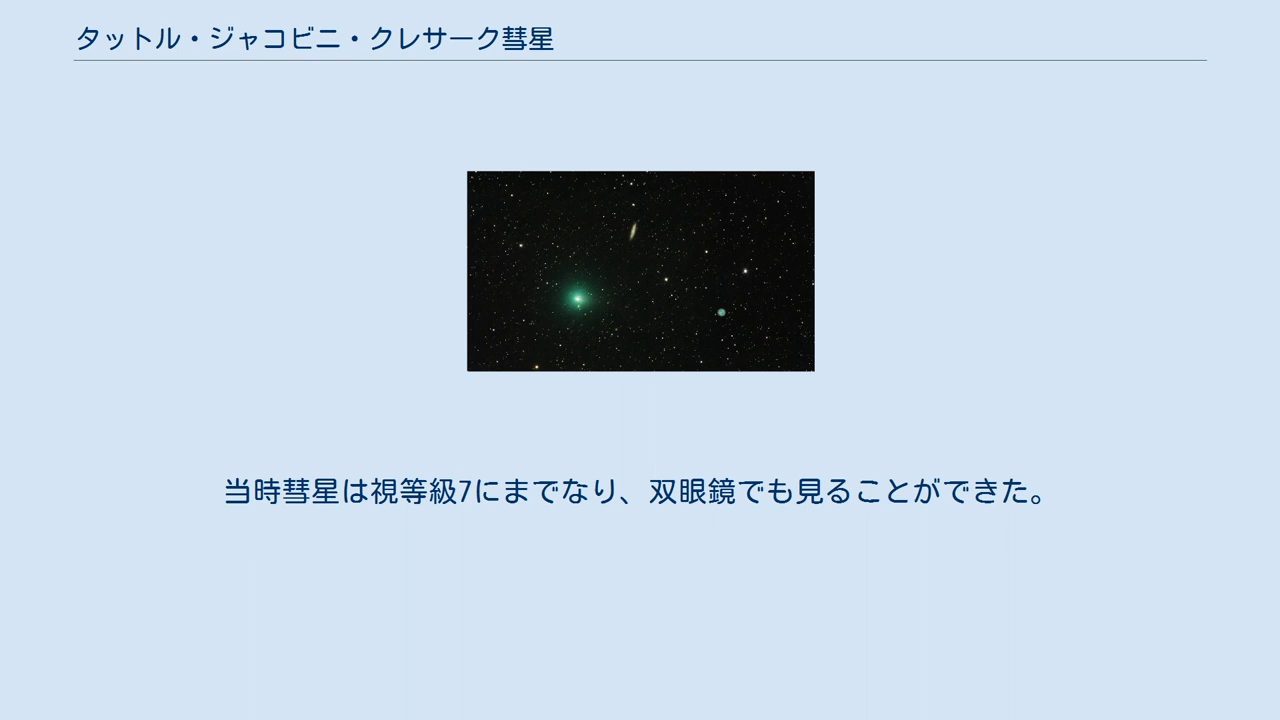 タットル・ジャコビニ・クレサーク彗星
当時彗星は視等級7にまでなり、双眼鏡でも見ることができた。